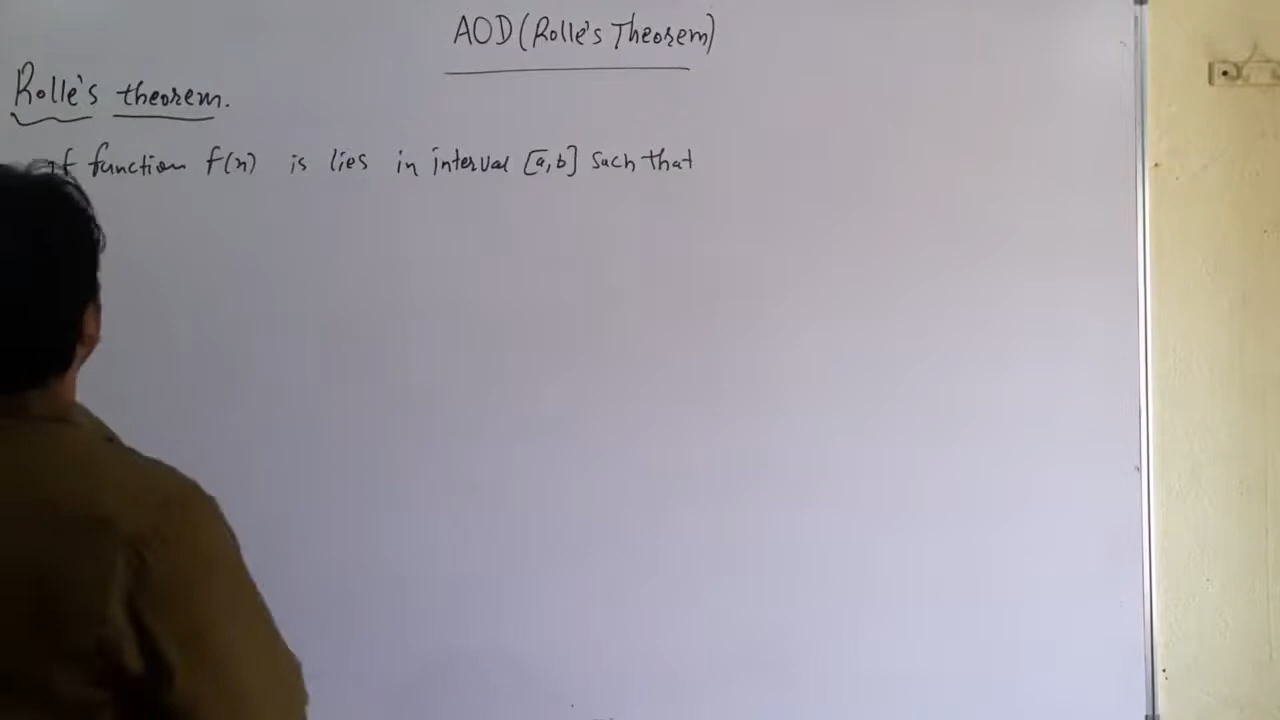 AOD (Rolle's Theorem)
Rolle's theorem.
If function f(x) is lies in interval [a,b] such that